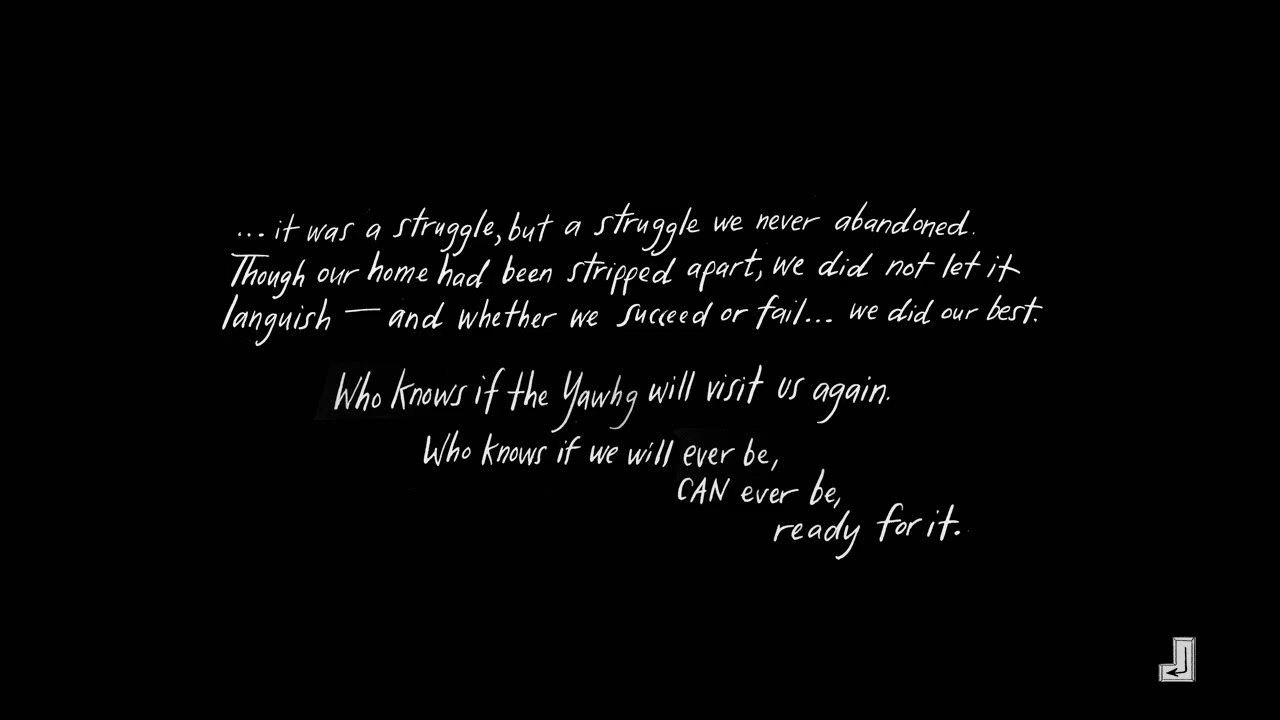 ...it was a struggle, but a struggle we never abandoned.
Though our home had been stripped apart, we did not let it
languish — and whether we succeed or fail... we did our best.
Who knows if the Yawhg will visit us again.
Who knows if we will ever be,
CAN ever be,
ready for it.